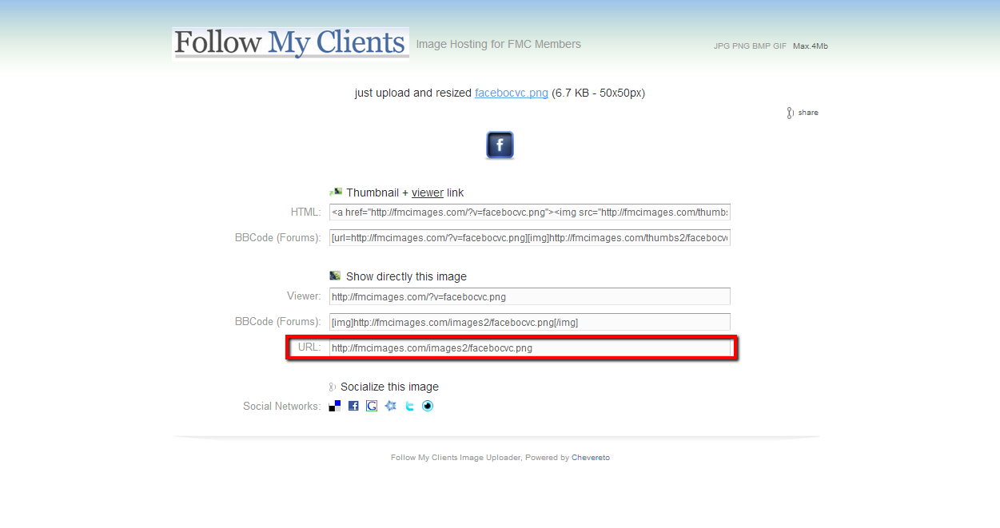 Follow My Clients Image Hosting for FMC Members JPG PNG BMP GIF Max.4Mb
just upload and resized facebocvc.png (6.7 KB - 50x50px)
share
f
Thumbnail + viewer link
HTML: <a href="http://fmcimages.com/?v=facebocvc.png"><img src="http://fmcimages.com/thumbs
BBCode (Forums): [url=http://fmcimages.com/?v=facebocvc.png][img]http://fmcimages.com/thumbs2/facebocv
Show directly this image
Viewer: http://fmcimages.com/?v=facebocvc.png
BBCode (Forums): [img]http://fmcimages.com/images2/facebocvc.png[/img]
URL: http://fmcimages.com/images2/facebocvc.png
Socialize this image
Social Networks: f G t
Follow My Clients Image Uploader, Powered by Chevereto